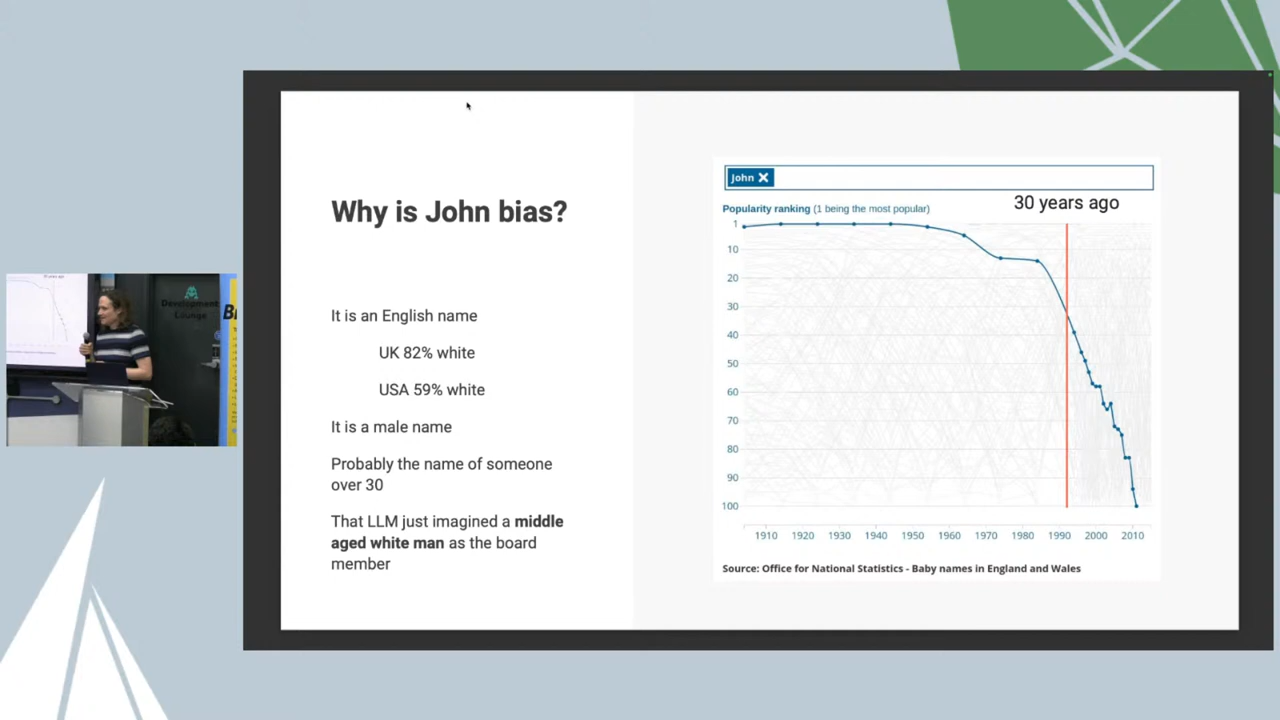 Why is John bias?
It is an English name
UK 82% white
USA 59% white
It is a male name
Probably the name of someone
over 30
That LLM just imagined a middle
aged white man as the board
member
John
30 years ago
Popularity ranking (1 being the most popular)
1
10
20
30
40
50
60
70
80
90
100
1910 1920 1930 1940 1950 1960 1970 1980 1990 2000 2010
Source: Office for National Statistics - Baby names in England and Wales
Development
Lounge